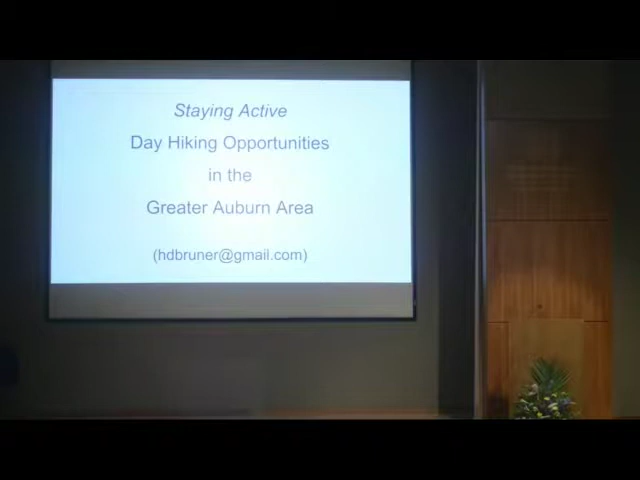 Staying Active
Day Hiking Opportunities
in the
Greater Auburn Area
(hdbruner@gmail.com)